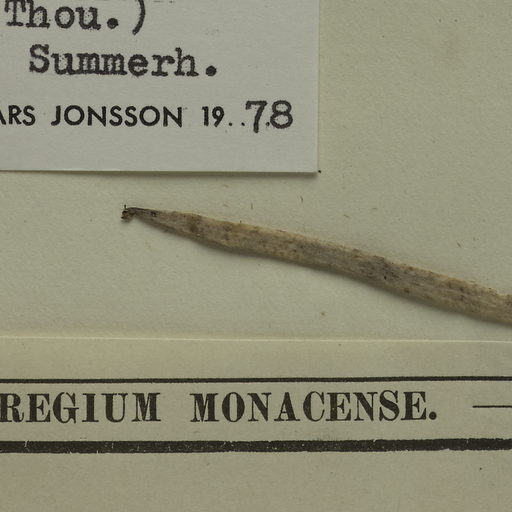 Thou.)
Summerh.
ARS JONSSON 19..78
REGIUM MONACENSE. —